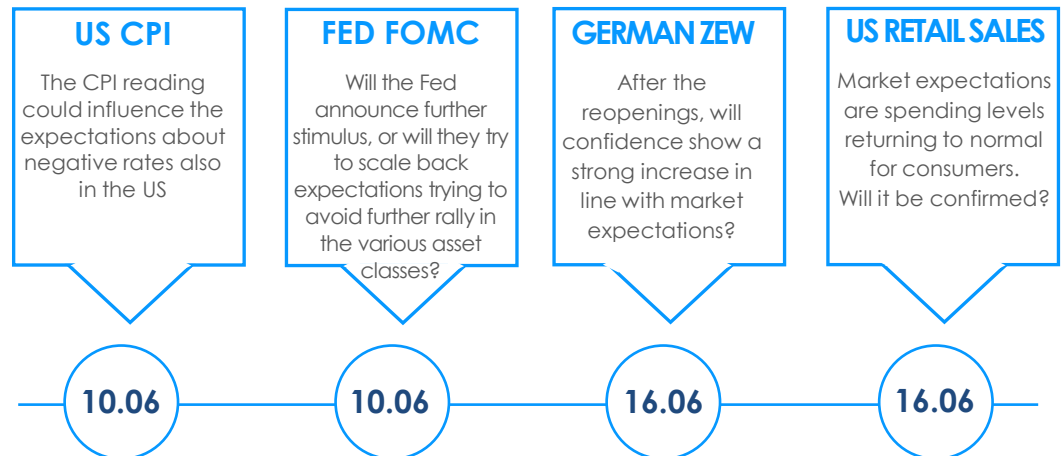 US CPI
The CPI reading
could influence the
expectations about
negative rates also
in the US
10.06
FED FOMC
Will the Fed
announce further
stimulus, or will they try
to scale back
expectations trying to
avoid further rally in
the various asset
classes?
10.06
GERMAN ZEW
After the
reopenings, will
confidence show a
strong increase in
line with market
expectations?
16.06
US RETAIL SALES
Market expectations
are spending levels
returning to normal
for consumers.
Will it be confirmed?
16.06